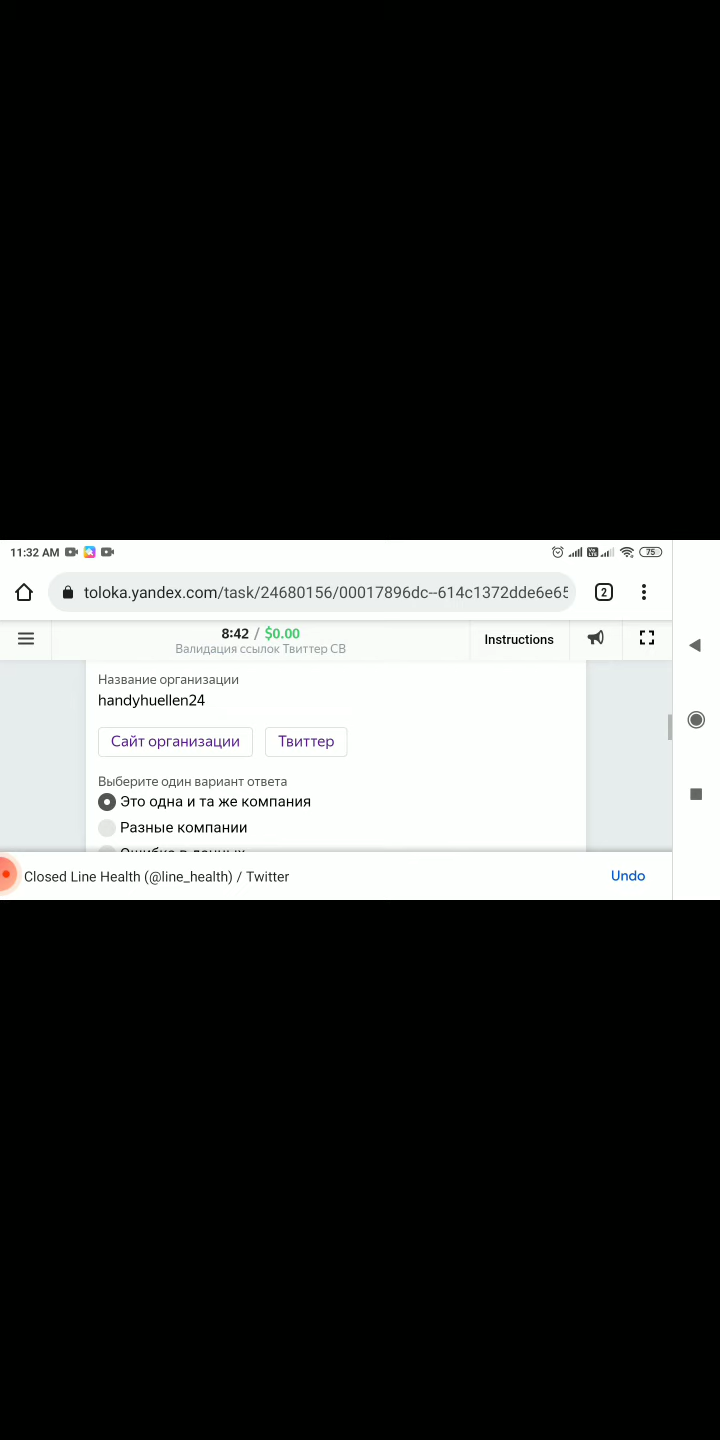 11:32 AM
75
toloka.yandex.com/task/24680156/00017896dc--614c1372dde6e65
2
8:42 / $0.00
Валидация ссылок Твиттер СВ
Instructions
Название организации
handyhuellen24
Сайт организации
Твиттер
Выберите один вариант ответа
Это одна и та же компания
Разные компании
Ошибка в данных
Closed Line Health (@line_health) / Twitter
Undo